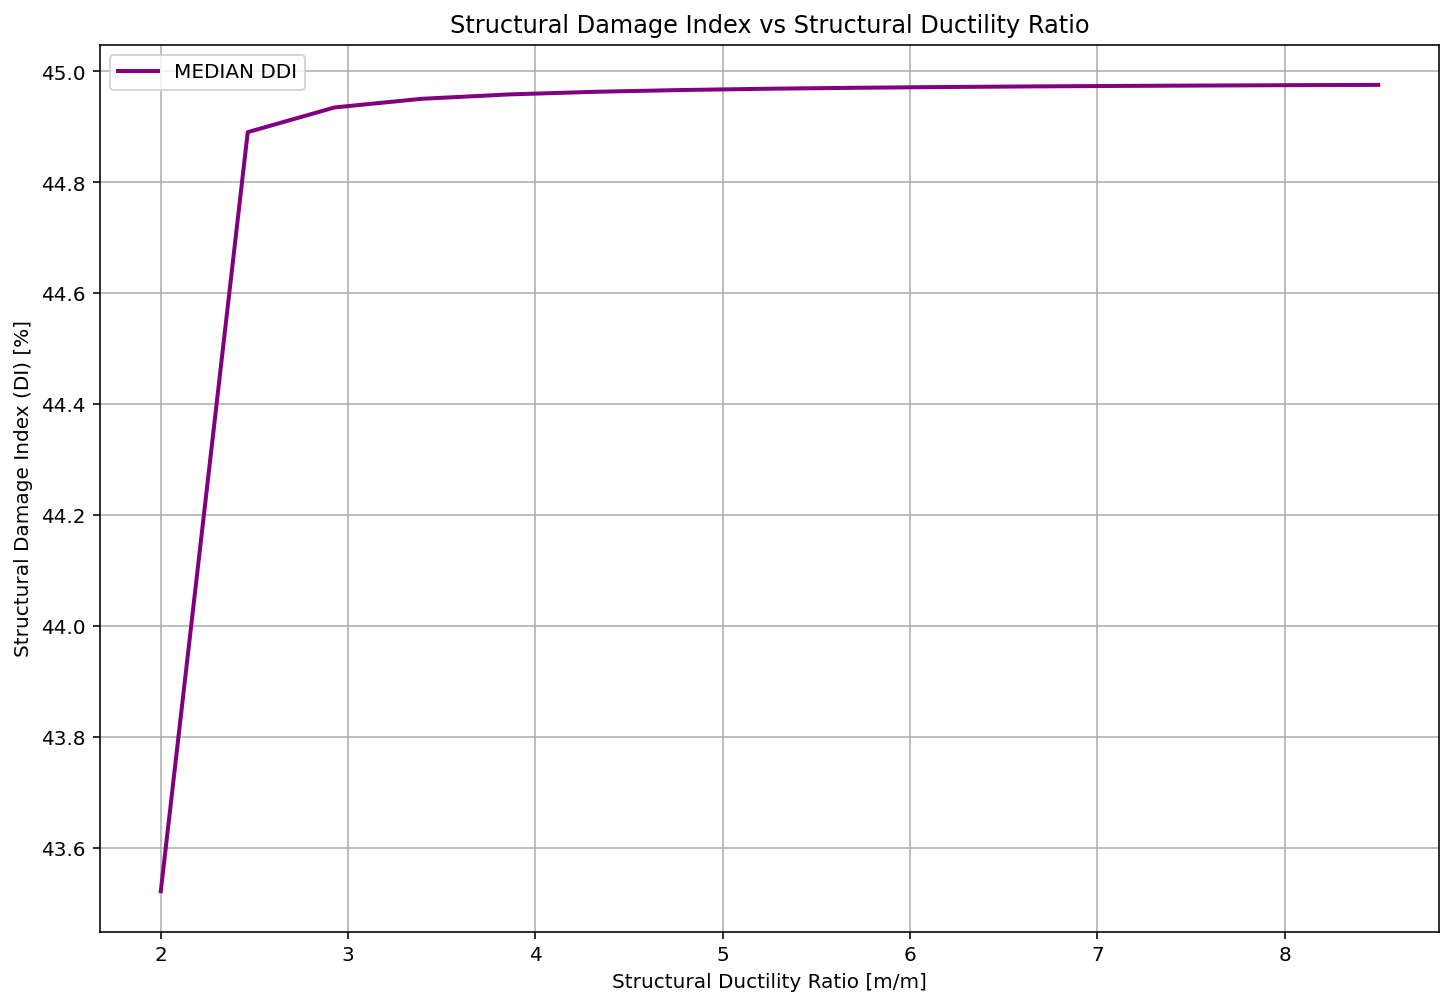 Structural Damage Index vs Structural Ductility Ratio
MEDIAN DDI
45.0
44.8
44.6
44.4
44.2
44.0
43.8
43.6
Structural Damage Index (DI) [%]
2 3 4 5 6 7 8
Structural Ductility Ratio [m/m]